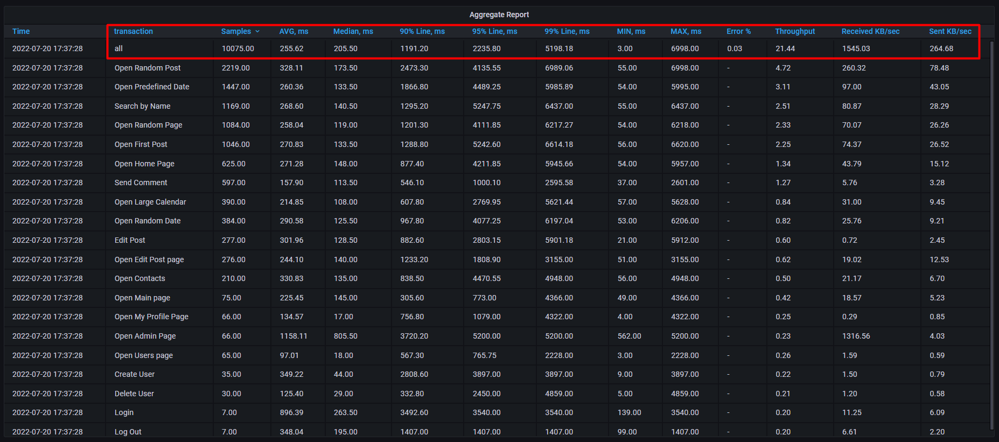 Aggregate Report
Time transaction Samples AVG, ms Median, ms 90% Line, ms 95% Line, ms 99% Line, ms MIN, ms MAX, ms Error % Throughput Received KB/sec Sent KB/sec
2022-07-20 17:37:28 all 10075.00 255.62 205.50 1191.20 2235.80 5198.18 3.00 6998.00 0.03 21.44 1545.03 264.68
2022-07-20 17:37:28 Open Random Post 2219.00 328.11 173.50 2473.30 4135.55 6989.06 55.00 6998.00 - 4.72 260.32 78.48
2022-07-20 17:37:28 Open Predefined Date 1447.00 260.36 133.50 1866.80 4489.25 5985.89 54.00 5995.00 - 3.11 97.00 43.05
2022-07-20 17:37:28 Search by Name 1169.00 268.60 140.50 1295.20 5247.75 6437.00 55.00 6437.00 - 2.51 80.87 28.29
2022-07-20 17:37:28 Open Random Page 1084.00 258.04 119.00 1201.30 4111.85 6217.27 54.00 6218.00 - 2.33 70.07 26.26
2022-07-20 17:37:28 Open First Post 1046.00 270.83 133.50 1288.80 5242.60 6614.18 56.00 6620.00 - 2.25 74.37 26.52
2022-07-20 17:37:28 Open Home Page 625.00 271.28 148.00 877.40 4211.85 5945.66 54.00 5957.00 - 1.34 43.79 15.12
2022-07-20 17:37:28 Send Comment 597.00 157.90 113.50 546.10 1000.10 2595.58 37.00 2601.00 - 1.27 5.76 3.28
2022-07-20 17:37:28 Open Large Calendar 390.00 214.85 108.00 607.80 2769.95 5621.44 57.00 5628.00 - 0.84 31.00 9.45
2022-07-20 17:37:28 Open Random Date 384.00 290.58 125.50 967.80 4077.25 6197.04 53.00 6206.00 - 0.82 25.76 9.21
2022-07-20 17:37:28 Edit Post 277.00 301.96 128.50 882.60 2803.15 5901.18 21.00 5912.00 - 0.60 0.72 2.45
2022-07-20 17:37:28 Open Edit Post page 276.00 244.10 140.00 1233.20 1808.90 3155.00 51.00 3155.00 - 0.62 19.02 12.53
2022-07-20 17:37:28 Open Contacts 210.00 330.83 135.00 838.50 4470.55 4948.00 56.00 4948.00 - 0.50 21.17 6.70
2022-07-20 17:37:28 Open Main page 75.00 225.45 145.00 305.60 773.00 4366.00 49.00 4366.00 - 0.42 18.57 5.23
2022-07-20 17:37:28 Open My Profile Page 66.00 134.57 17.00 756.80 1079.00 4322.00 4.00 4322.00 - 0.25 0.29 0.85
2022-07-20 17:37:28 Open Admin Page 66.00 1158.11 805.50 3720.20 5200.00 5200.00 562.00 5200.00 - 0.23 1316.56 4.03
2022-07-20 17:37:28 Open Users page 65.00 97.01 18.00 567.30 765.75 2228.00 3.00 2228.00 - 0.26 1.59 0.59
2022-07-20 17:37:28 Create User 35.00 349.22 44.00 2808.60 3897.00 3897.00 9.00 3897.00 - 0.22 1.50 0.79
2022-07-20 17:37:28 Delete User 30.00 125.40 29.00 332.80 2450.00 4859.00 5.00 4859.00 - 0.21 1.20 0.58
2022-07-20 17:37:28 Login 7.00 896.39 263.50 3492.60 3540.00 3540.00 139.00 3540.00 - 0.20 11.25 6.09
2022-07-20 17:37:28 Log Out 7.00 348.04 195.00 1407.00 1407.00 1407.00 99.00 1407.00 - 0.20 6.61 2.20